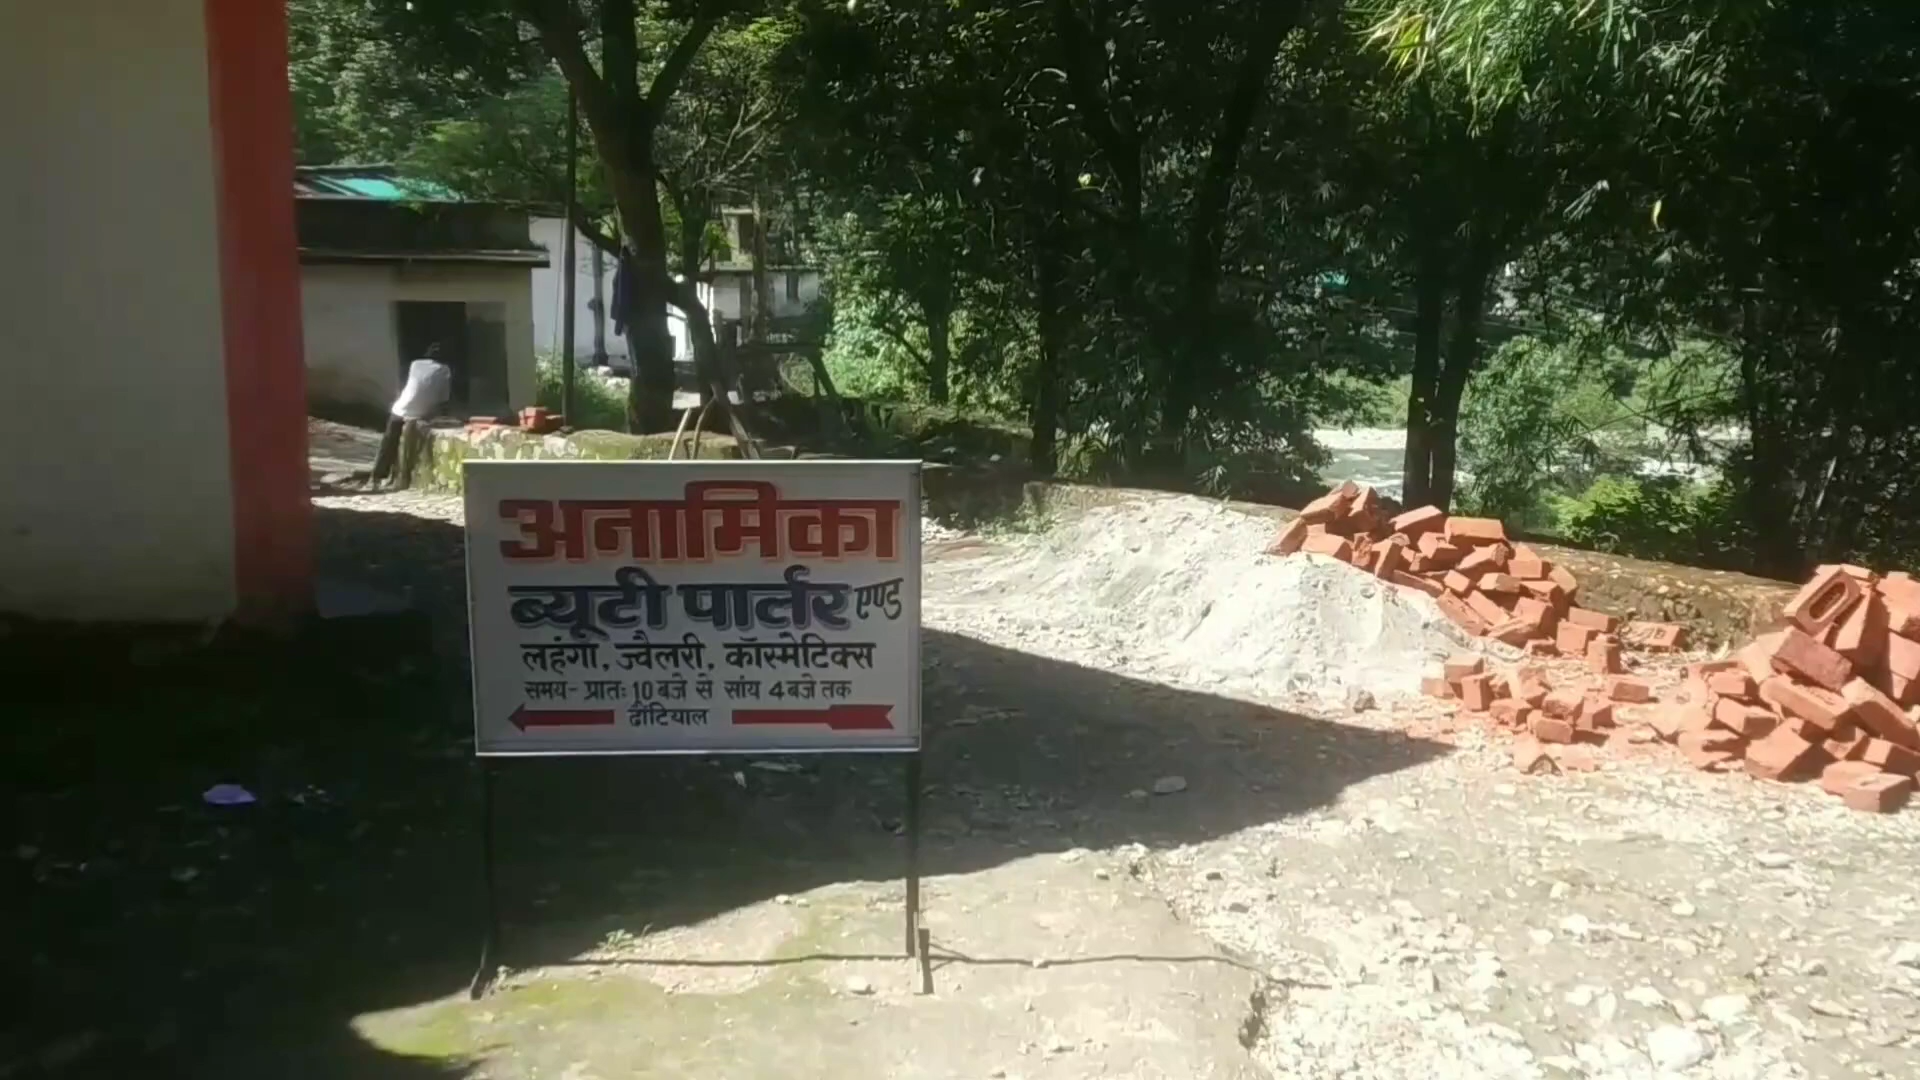 अनामिका
ब्यूटी पार्लर एण्ड
लहंगा, ज्वैलरी, कॉस्मेटिक्स
समय- प्रातः 10 बजे से सांय 4 बजे तक
ढौंटियाल